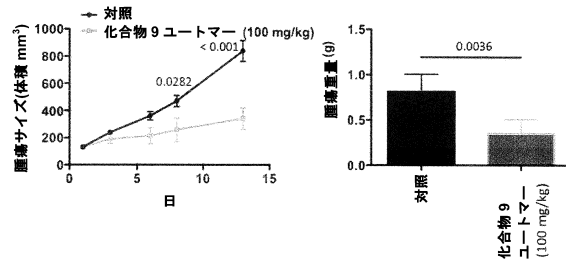 対照
化合物9 ユートマー (100 mg/kg)
腫瘍サイズ(体積 mm³)
1000
800
600
400
200
0
0
5
10
15
日
0.0282
< 0.001
腫瘍重量(g)
1.5
1.0
0.5
0.0
0.0036
対照
化合物9
ユートマー
(100 mg/kg)